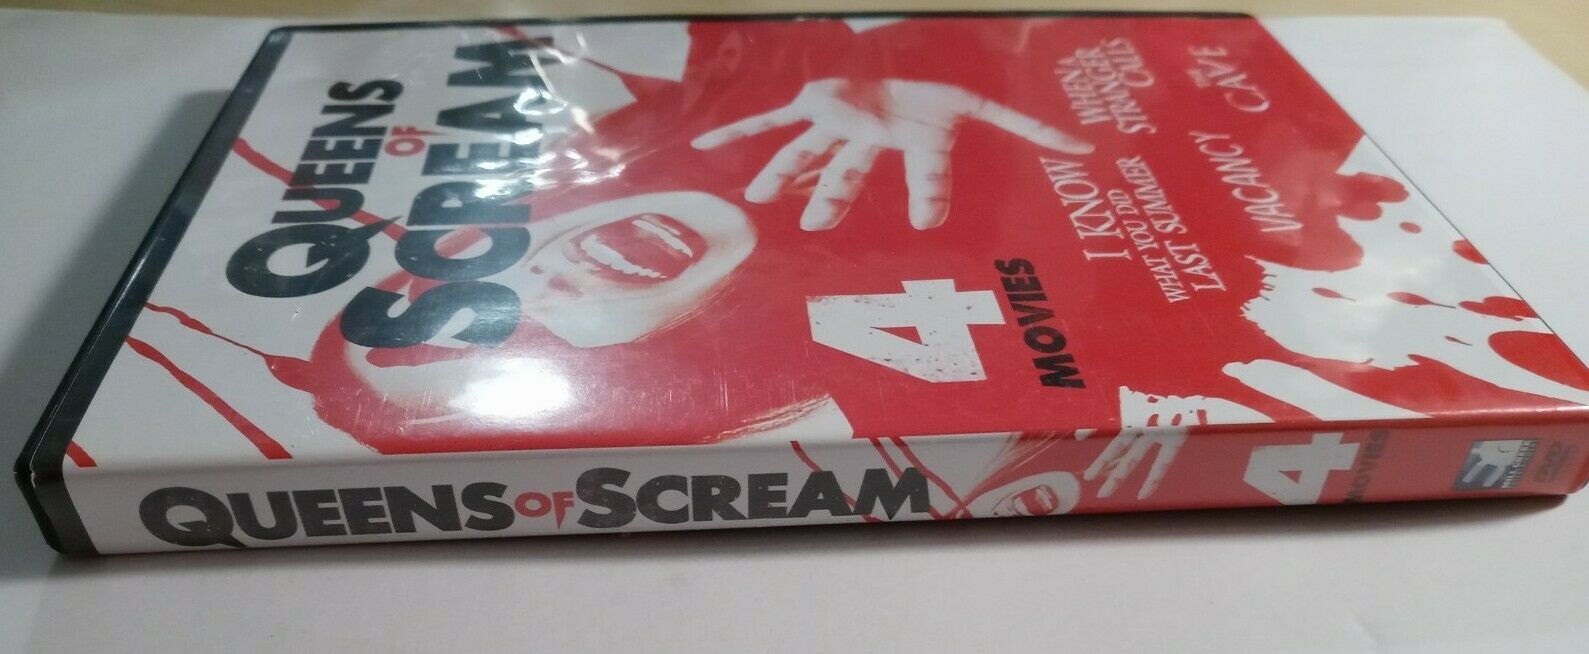 QUEENS
OF
SCREAM
4
MOVIES
I KNOW
WHAT YOU DID
LAST SUMMER
WHEN A
STRANGER
CALLS
VACANCY
THE
CAVE
QUEENS OF SCREAM
4
MOVIES
DVD